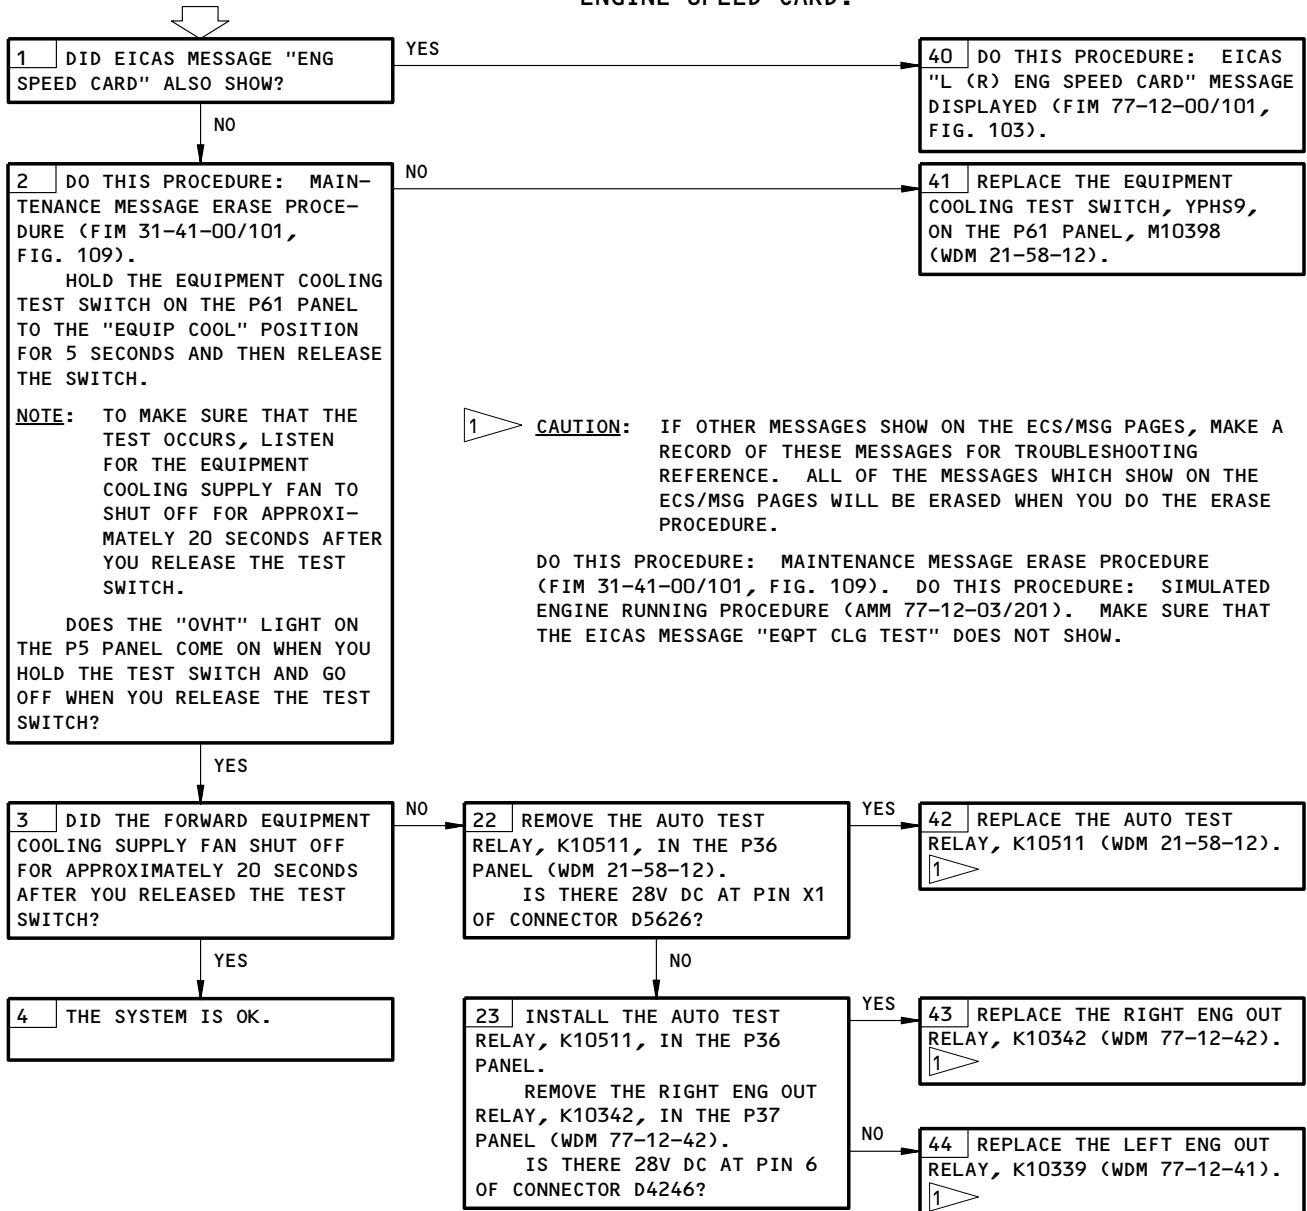 ENGINE SPEED CARD.
1 DID EICAS MESSAGE "ENG
SPEED CARD" ALSO SHOW?
YES
40 DO THIS PROCEDURE: EICAS
"L (R) ENG SPEED CARD" MESSAGE
DISPLAYED (FIM 77-12-00/101,
FIG. 103).
NO
2 DO THIS PROCEDURE: MAIN-
TENANCE MESSAGE ERASE PROCE-
DURE (FIM 31-41-00/101,
FIG. 109).
HOLD THE EQUIPMENT COOLING
TEST SWITCH ON THE P61 PANEL
TO THE "EQUIP COOL" POSITION
FOR 5 SECONDS AND THEN RELEASE
THE SWITCH.
NOTE: TO MAKE SURE THAT THE
TEST OCCURS, LISTEN
FOR THE EQUIPMENT
COOLING SUPPLY FAN TO
SHUT OFF FOR APPROXI-
MATELY 20 SECONDS AFTER
YOU RELEASE THE TEST
SWITCH.
DOES THE "OVHT" LIGHT ON
THE P5 PANEL COME ON WHEN YOU
HOLD THE TEST SWITCH AND GO
OFF WHEN YOU RELEASE THE TEST
SWITCH?
NO
41 REPLACE THE EQUIPMENT
COOLING TEST SWITCH, YPHS9,
ON THE P61 PANEL, M10398
(WDM 21-58-12).
1 CAUTION: IF OTHER MESSAGES SHOW ON THE ECS/MSG PAGES, MAKE A
RECORD OF THESE MESSAGES FOR TROUBLESHOOTING
REFERENCE. ALL OF THE MESSAGES WHICH SHOW ON THE
ECS/MSG PAGES WILL BE ERASED WHEN YOU DO THE ERASE
PROCEDURE.
DO THIS PROCEDURE: MAINTENANCE MESSAGE ERASE PROCEDURE
(FIM 31-41-00/101, FIG. 109). DO THIS PROCEDURE: SIMULATED
ENGINE RUNNING PROCEDURE (AMM 77-12-03/201). MAKE SURE THAT
THE EICAS MESSAGE "EQPT CLG TEST" DOES NOT SHOW.
YES
3 DID THE FORWARD EQUIPMENT
COOLING SUPPLY FAN SHUT OFF
FOR APPROXIMATELY 20 SECONDS
AFTER YOU RELEASED THE TEST
SWITCH?
NO
22 REMOVE THE AUTO TEST
RELAY, K10511, IN THE P36
PANEL (WDM 21-58-12).
IS THERE 28V DC AT PIN X1
OF CONNECTOR D5626?
YES
42 REPLACE THE AUTO TEST
RELAY, K10511 (WDM 21-58-12).
1
YES
4 THE SYSTEM IS OK.
NO
23 INSTALL THE AUTO TEST
RELAY, K10511, IN THE P36
PANEL.
REMOVE THE RIGHT ENG OUT
RELAY, K10342, IN THE P37
PANEL (WDM 77-12-42).
IS THERE 28V DC AT PIN 6
OF CONNECTOR D4246?
YES
43 REPLACE THE RIGHT ENG OUT
RELAY, K10342 (WDM 77-12-42).
1
NO
44 REPLACE THE LEFT ENG OUT
RELAY, K10339 (WDM 77-12-41).
1